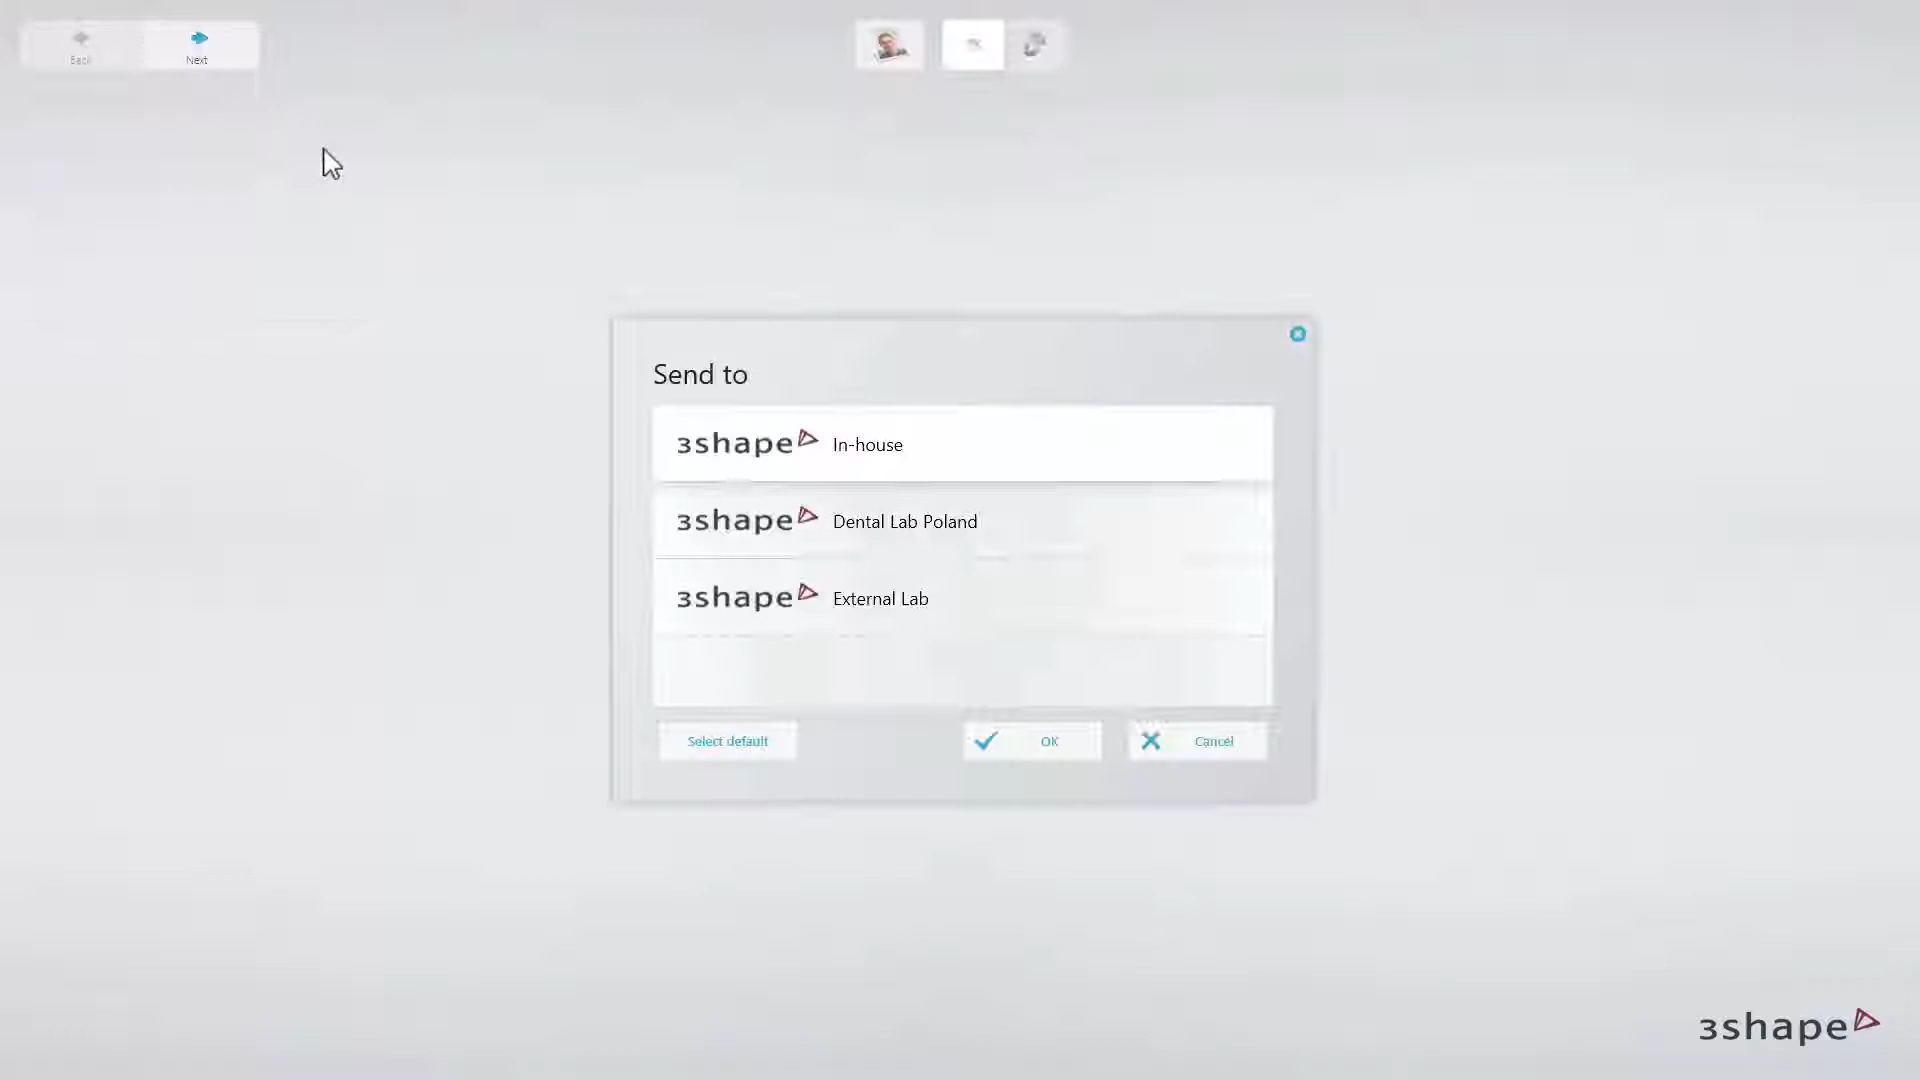 Back
Next
Send to
3shape In-house
3shape Dental Lab Poland
3shape External Lab
Select default
OK
Cancel
3shape